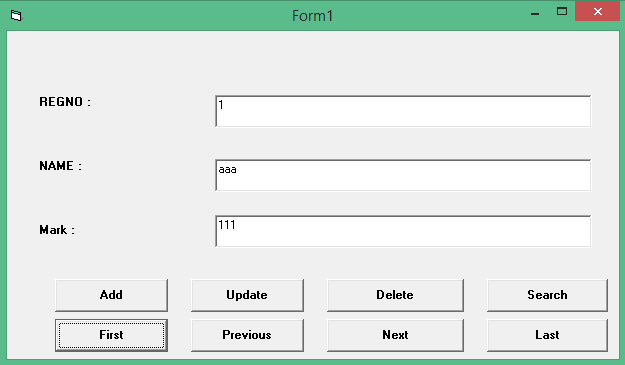 Form1
REGNO : 1
NAME : aaa
Mark : 111
Add Update Delete Search
First Previous Next Last